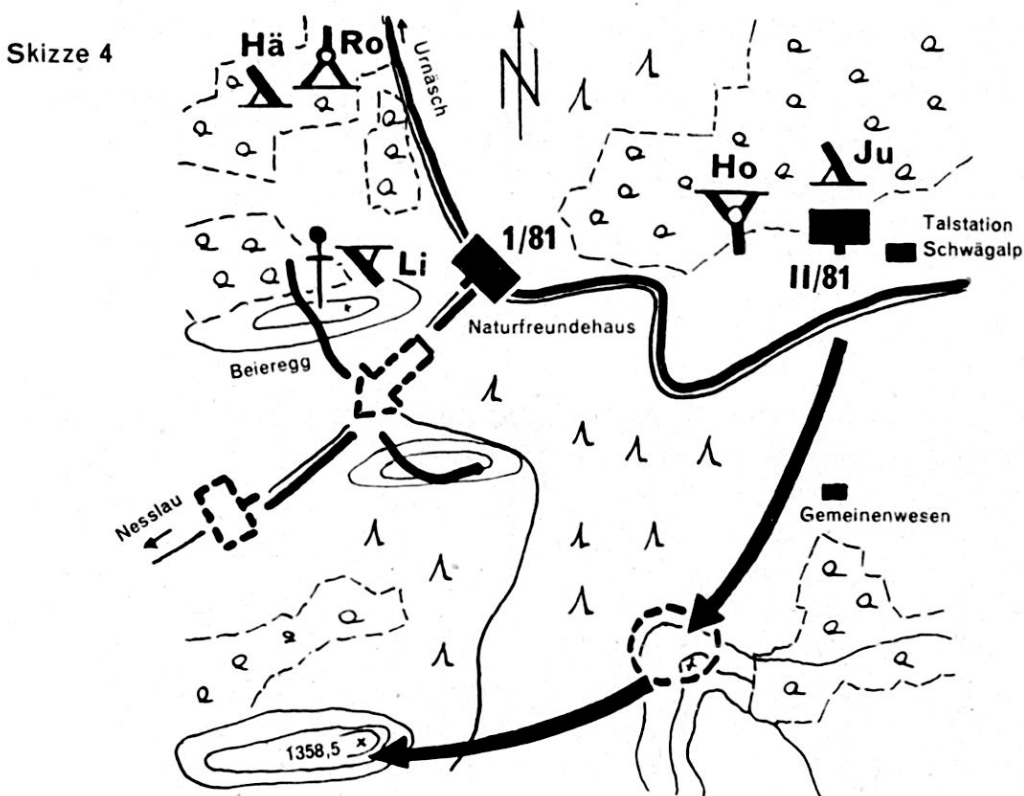 Skizze 4
Hä
Ro
Urnäsch
N
Ho
Ju
Talstation
Schwägalp
1/81
II/81
Li
Naturfreundehaus
Beieregg
Nesslau
Gemeinenwesen
1358,5